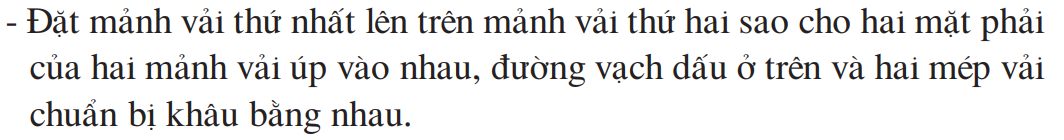 - Đặt mảnh vải thứ nhất lên trên mảnh vải thứ hai sao cho hai mặt phải
của hai mảnh vải úp vào nhau, đường vạch dấu ở trên và hai mép vải
chuẩn bị khâu bằng nhau.